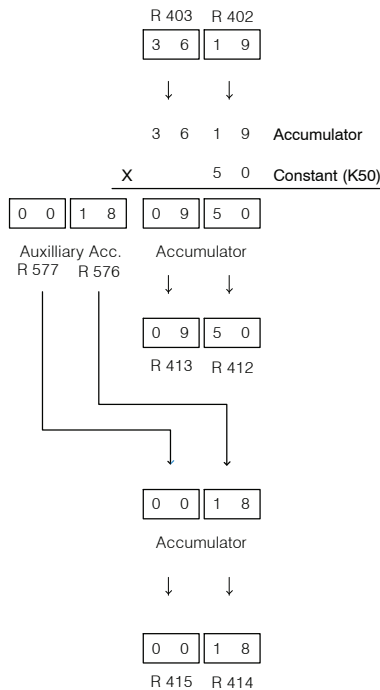 R 403 R 402
3 6 1 9
3 6 1 9 Accumulator
X 5 0 Constant (K50)
0 0 1 8 0 9 5 0
Auxilliary Acc. Accumulator
R 577 R 576
0 9 5 0
R 413 R 412
0 0 1 8
Accumulator
0 0 1 8
R 415 R 414